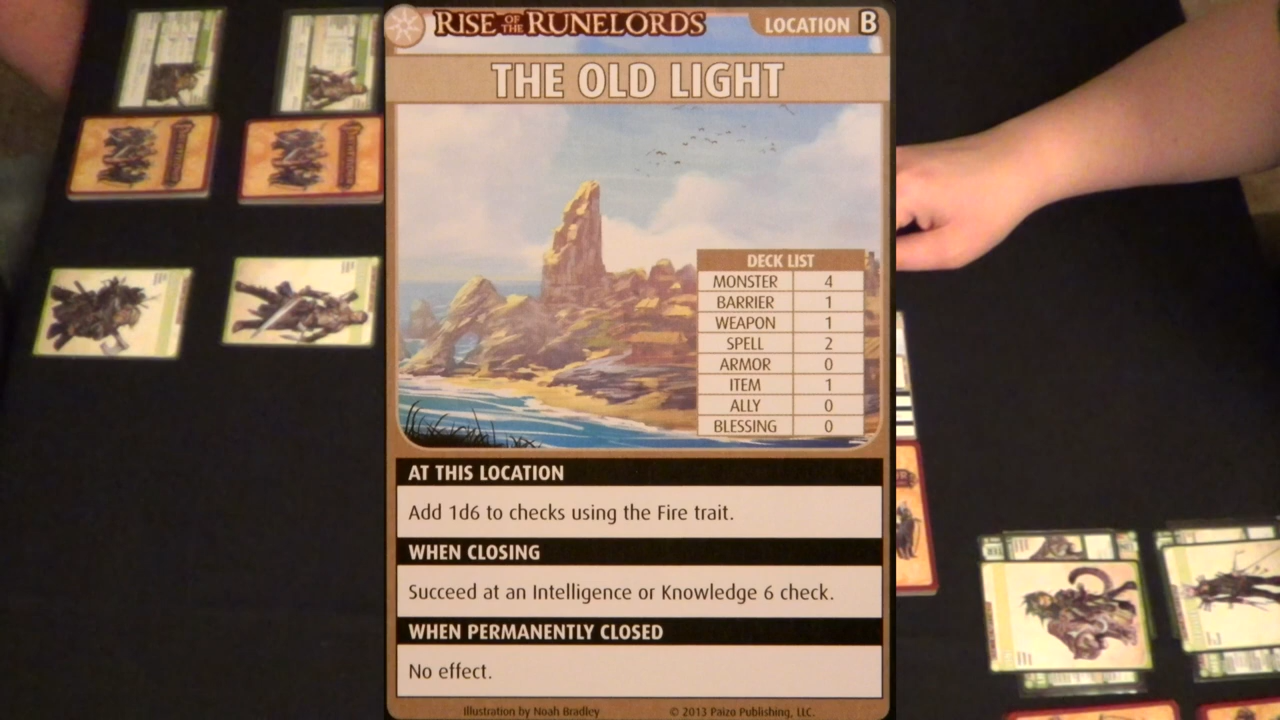 RISE OF THE RUNELORDS
LOCATION B
THE OLD LIGHT
DECK LIST
MONSTER 4
BARRIER 1
WEAPON 1
SPELL 2
ARMOR 0
ITEM 1
ALLY 0
BLESSING 0
AT THIS LOCATION
Add 1d6 to checks using the Fire trait.
WHEN CLOSING
Succeed at an Intelligence or Knowledge 6 check.
WHEN PERMANENTLY CLOSED
No effect.
Illustration by Noah Bradley © 2013 Paizo Publishing, LLC.